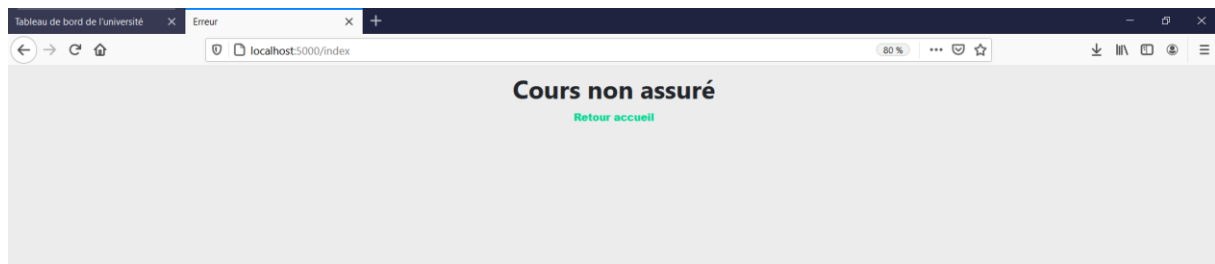 Tableau de bord de l'université
Erreur
localhost:5000/index
80 %
Cours non assuré
Retour accueil